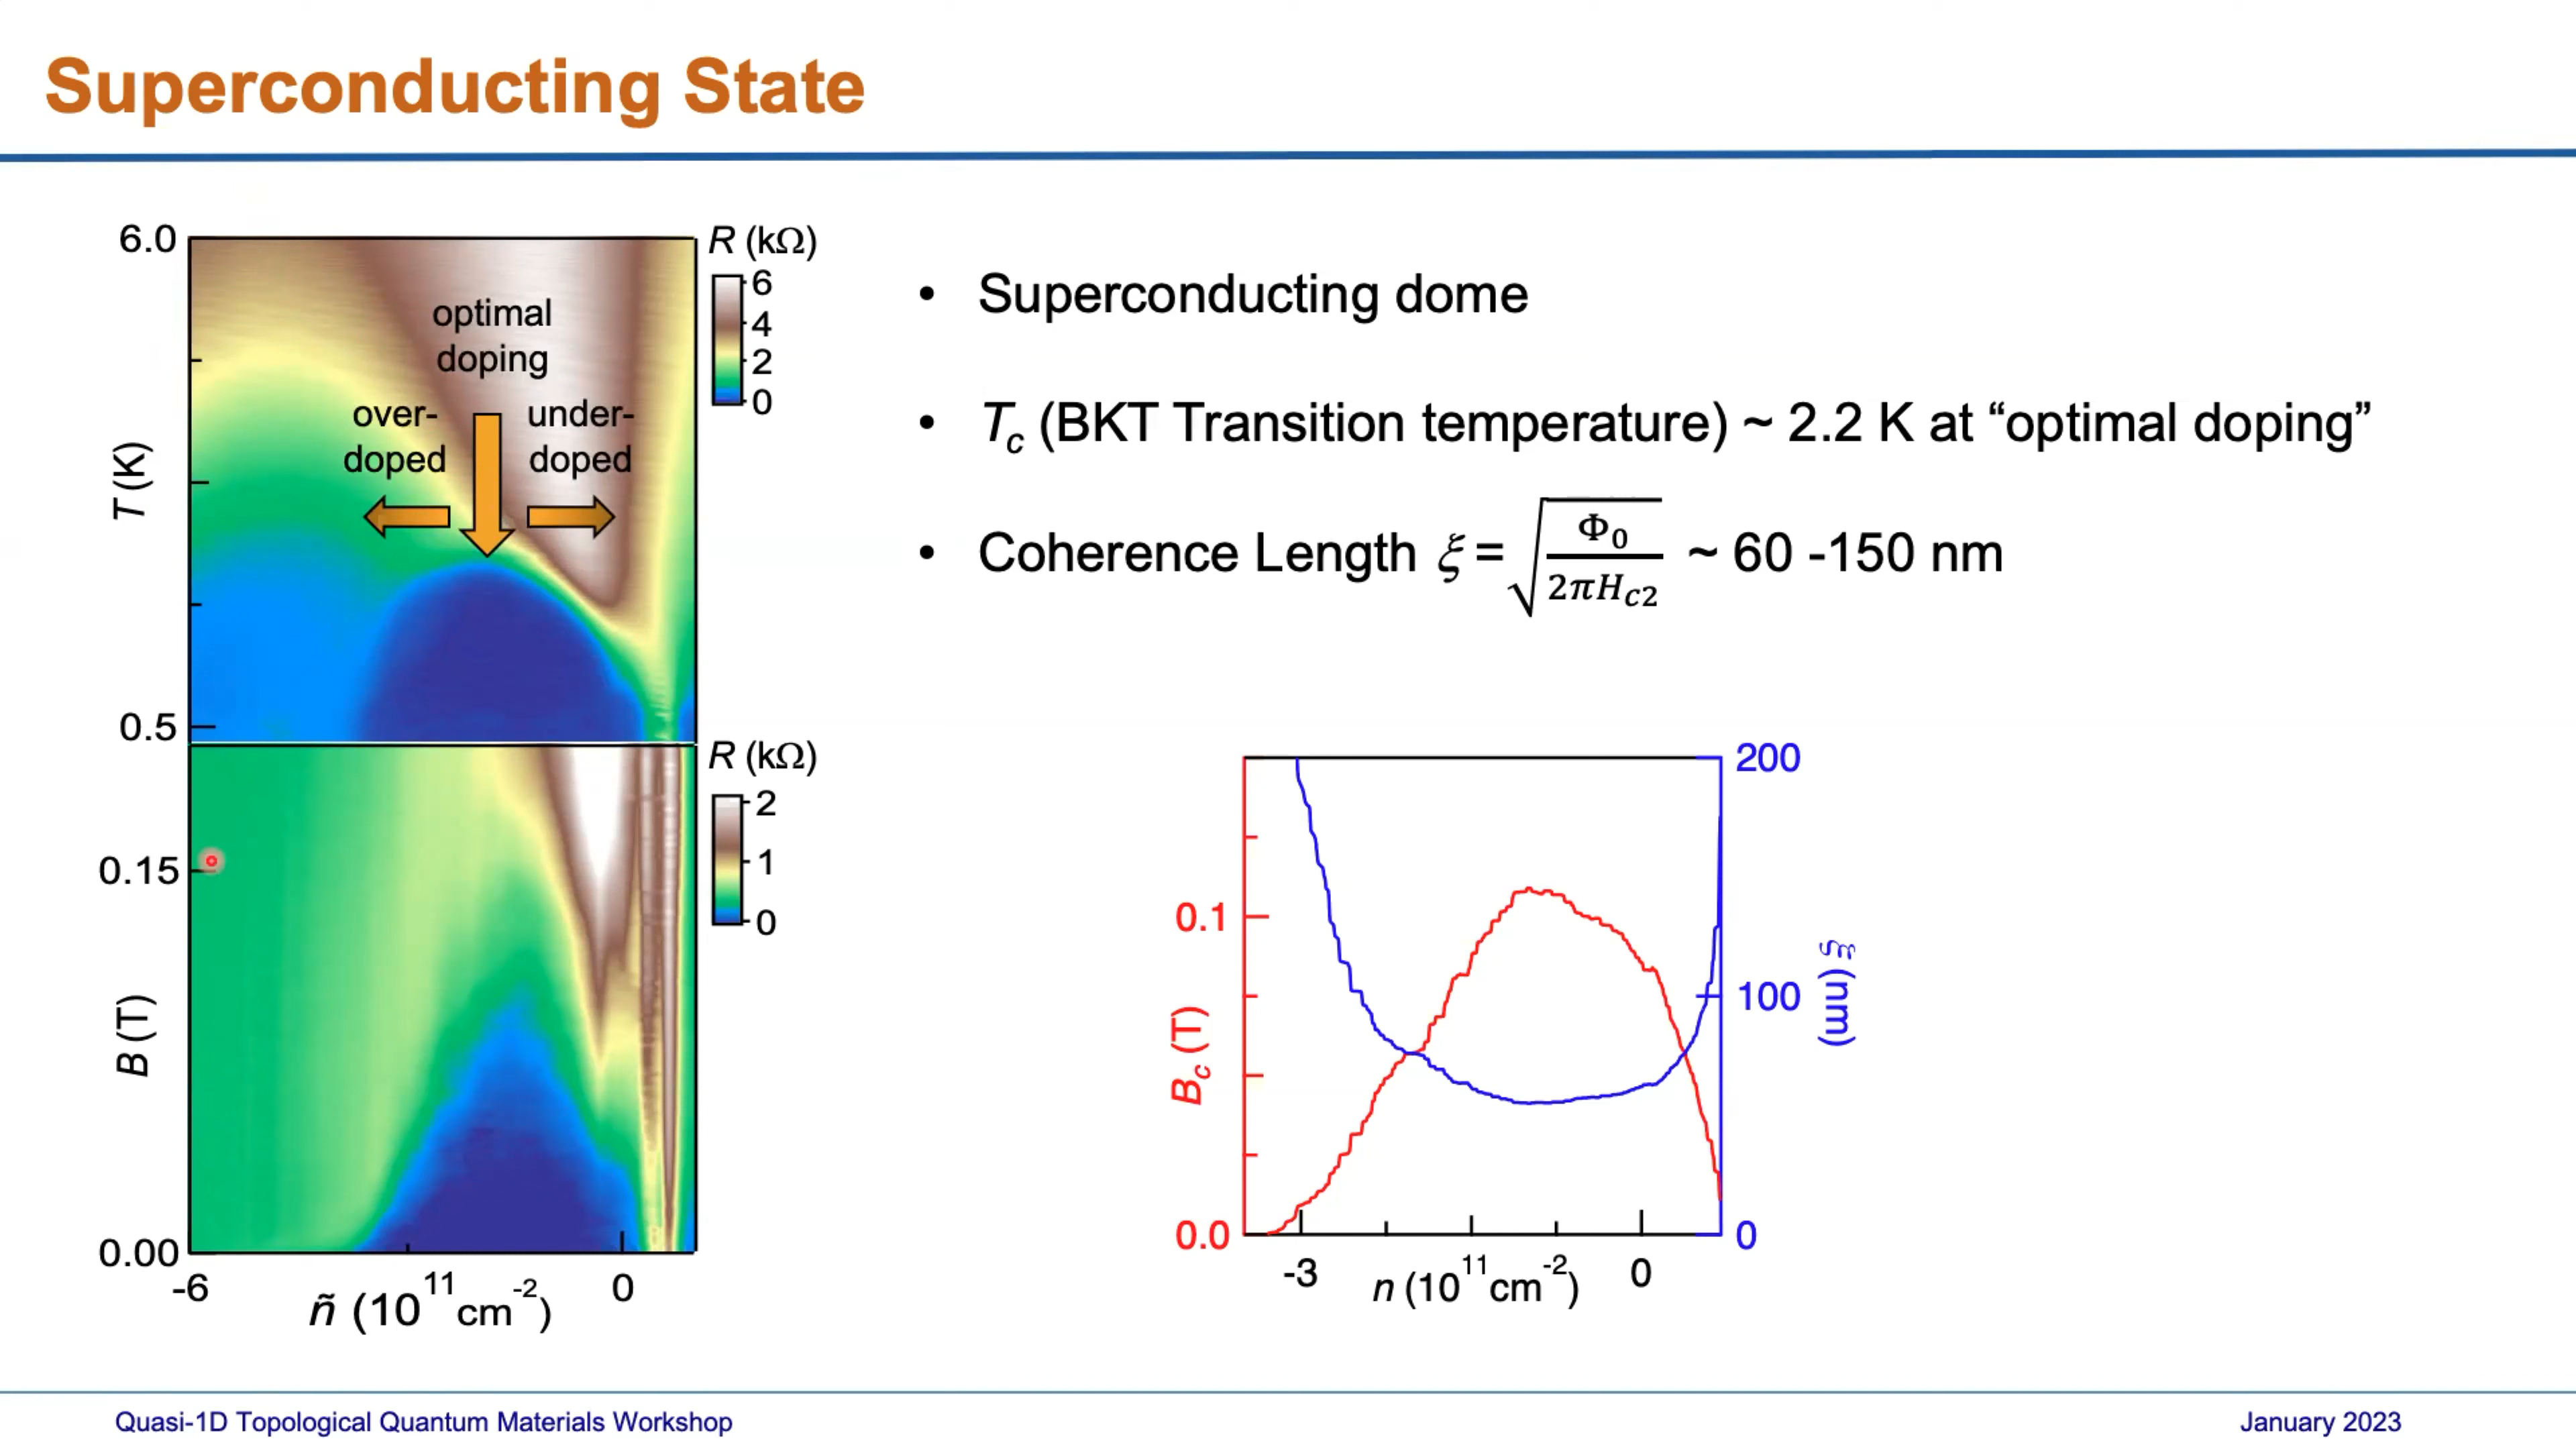 Superconducting State
6.0
R (kΩ)
6
4
2
0
optimal
doping
over-
doped
under-
doped
T (K)
0.5
R (kΩ)
2
1
0
0.15
B (T)
0.00
-6
0
ñ (10¹¹cm⁻²)
• Superconducting dome
• Tc (BKT Transition temperature) ~ 2.2 K at “optimal doping”
• Coherence Length ξ = √(Φ₀ / 2πH_c2) ~ 60 -150 nm
200
0.1
100
Bc (T)
ξ (nm)
0.0
0
-3
0
n (10¹¹cm⁻²)
Quasi-1D Topological Quantum Materials Workshop
January 2023